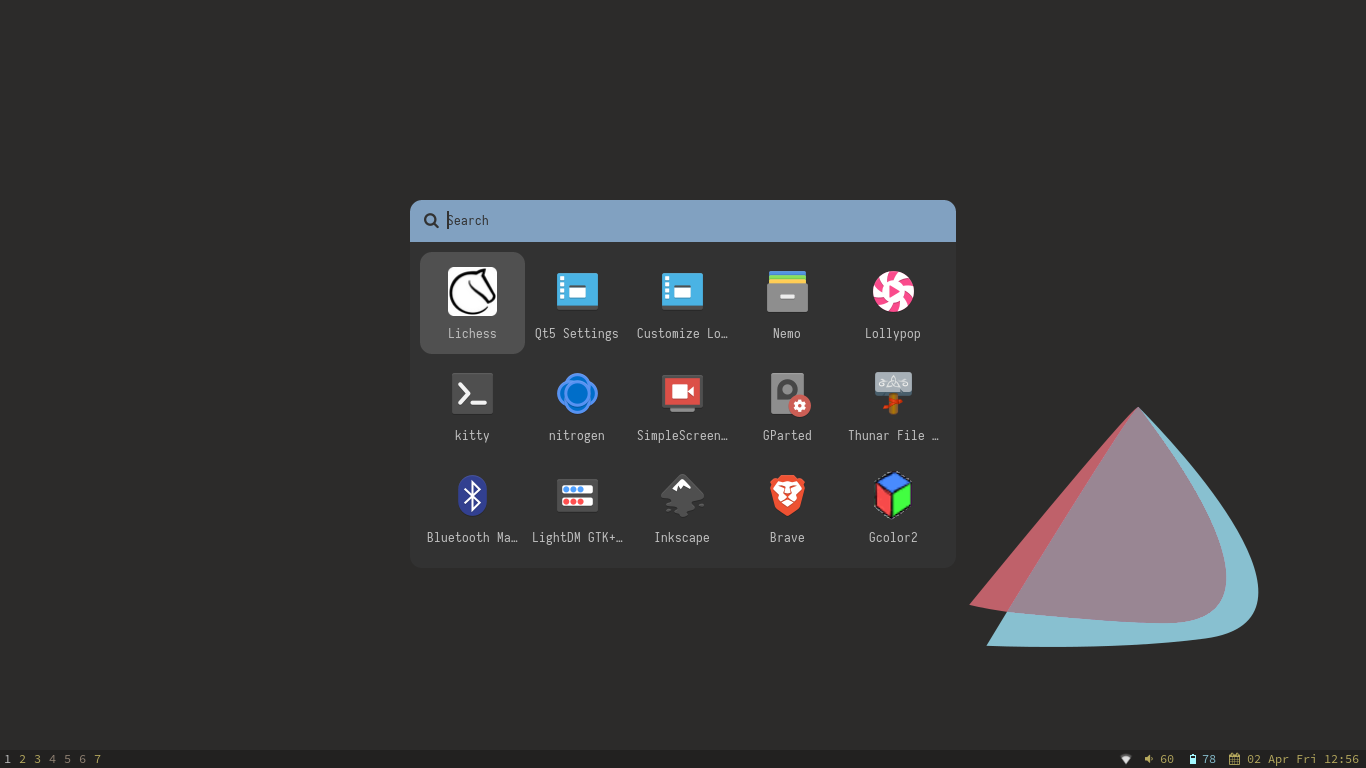 Search
Lichess Qt5 Settings Customize Lo… Nemo Lollypop
kitty nitrogen SimpleScreen… GParted Thunar File …
Bluetooth Ma… LightDM GTK+… Inkscape Brave Gcolor2
1 2 3 4 5 6 7 60 78 02 Apr Fri 12:56